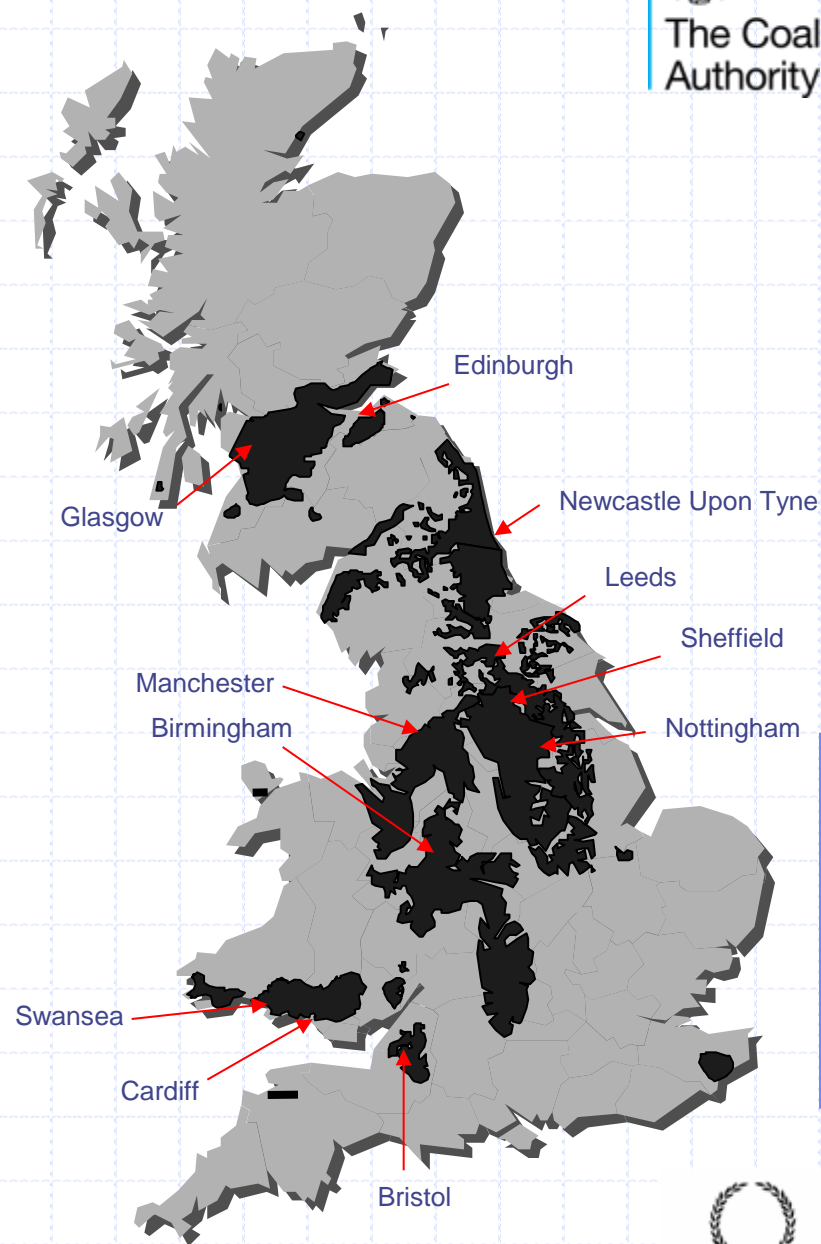 The Coal
Authority
Edinburgh
Glasgow
Newcastle Upon Tyne
Leeds
Sheffield
Manchester
Birmingham
Nottingham
Swansea
Cardiff
Bristol